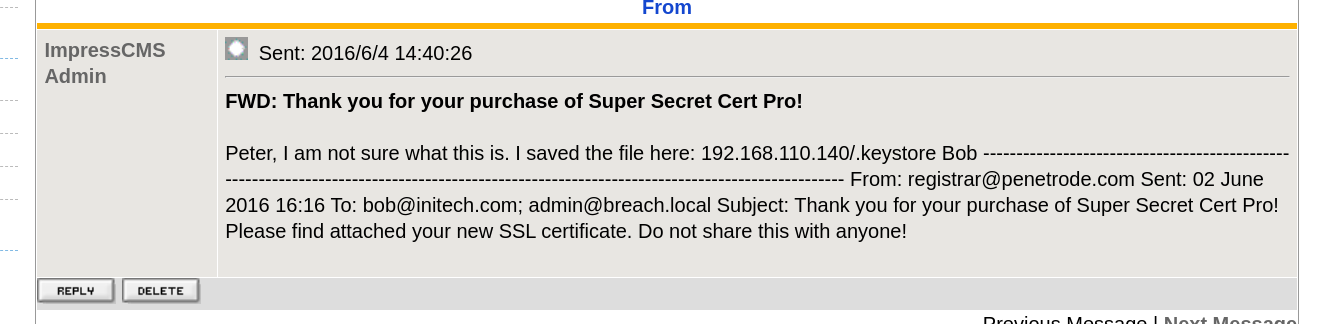 From
ImpressCMS
Admin
Sent: 2016/6/4 14:40:26
FWD: Thank you for your purchase of Super Secret Cert Pro!
Peter, I am not sure what this is. I saved the file here: 192.168.110.140/.keystore Bob ----------------------------------------------
--------------------------------------------------------------------------------------------- From: registrar@penetrode.com Sent: 02 June
2016 16:16 To: bob@initech.com; admin@breach.local Subject: Thank you for your purchase of Super Secret Cert Pro!
Please find attached your new SSL certificate. Do not share this with anyone!
REPLY DELETE
Previous Message | Next Message